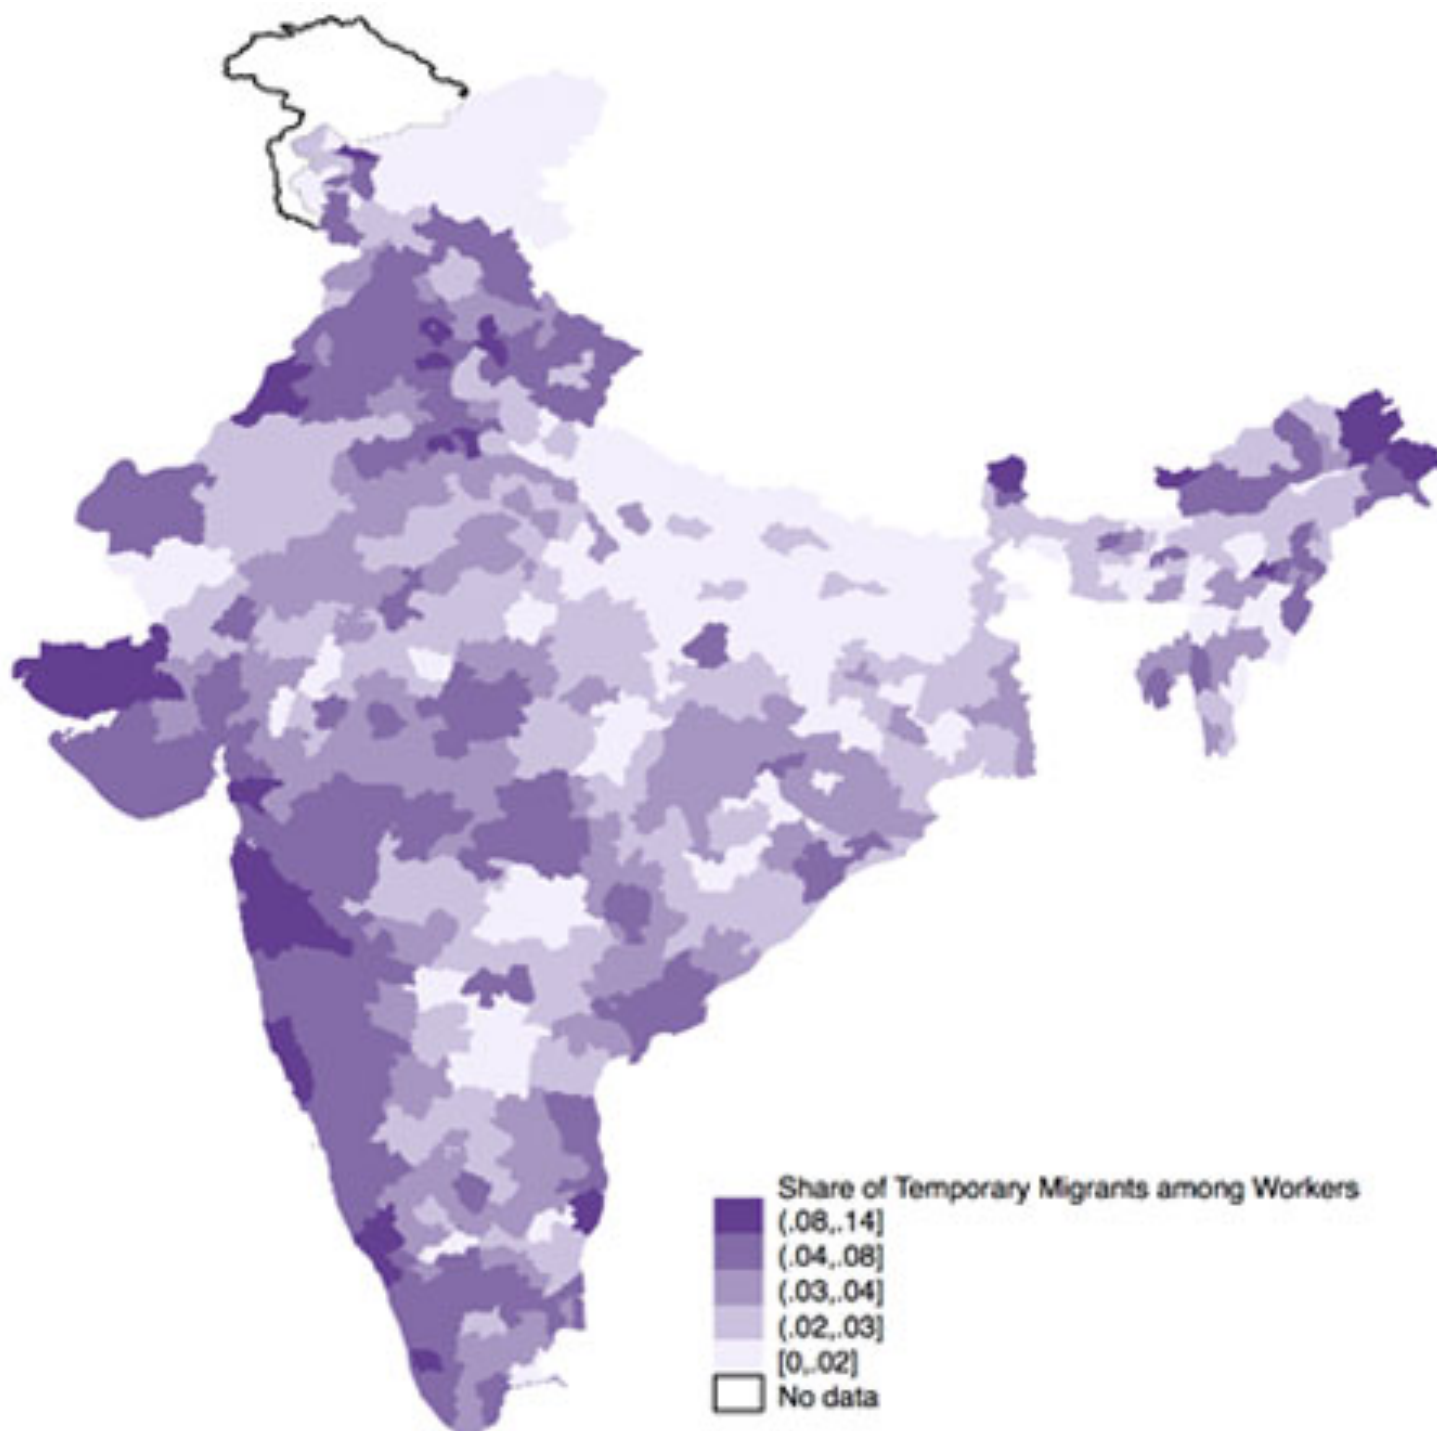 Share of Temporary Migrants among Workers
(.08,.14]
(.04,.08]
(.03,.04]
(.02,.03]
[0,.02]
No data